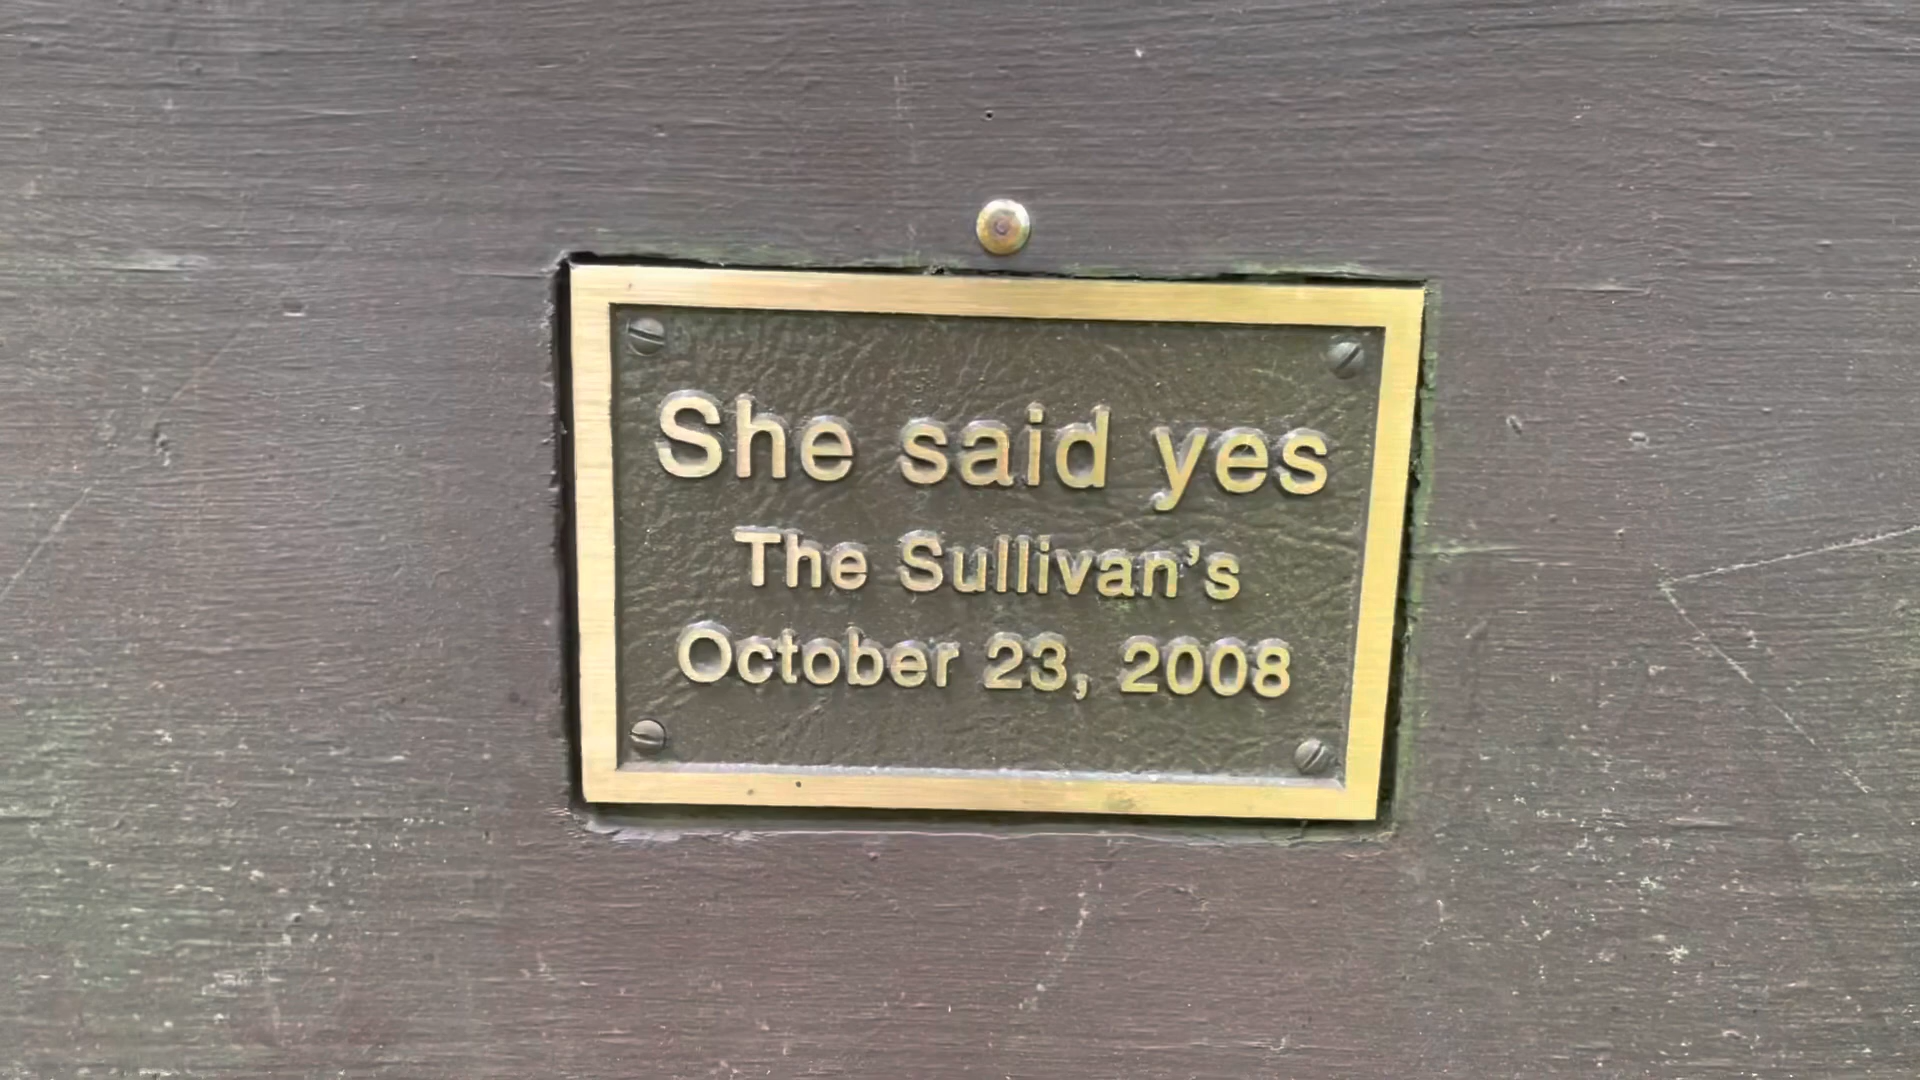 She said yes
The Sullivan's
October 23, 2008